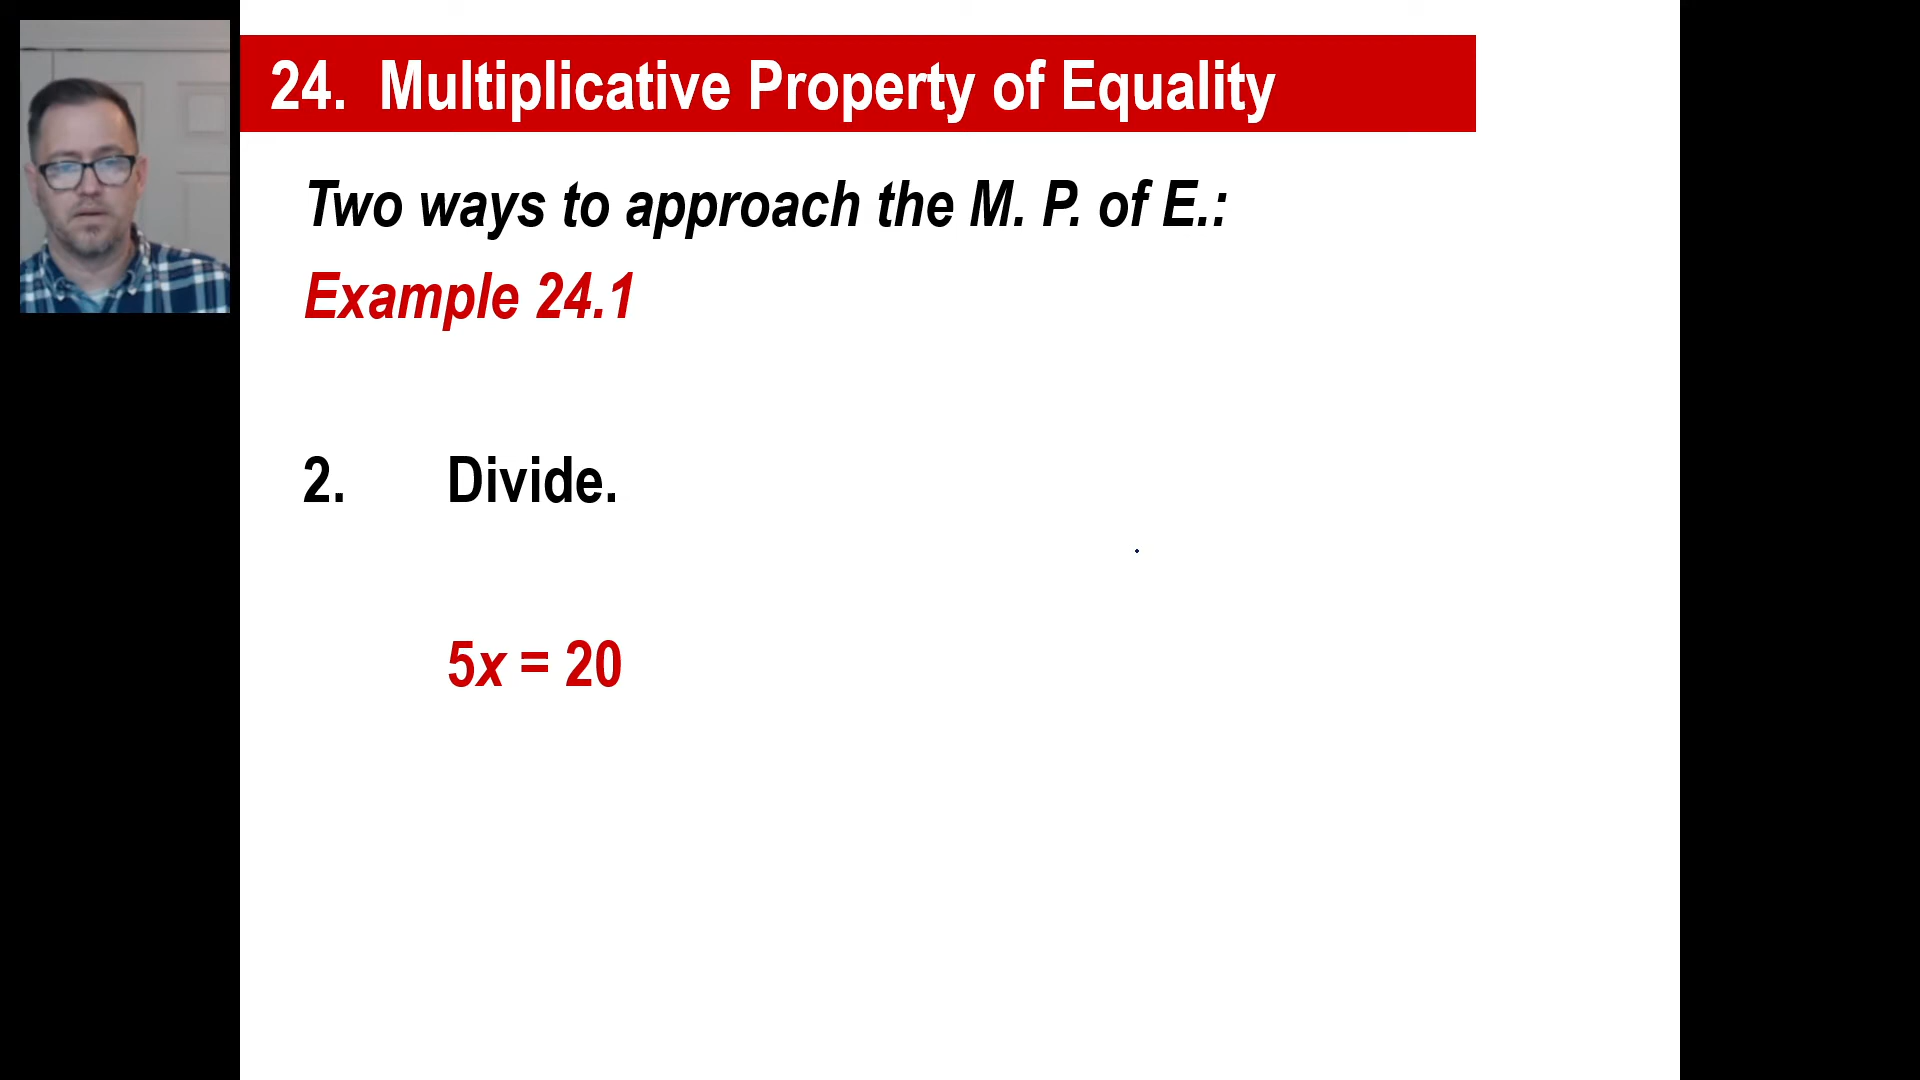 24. Multiplicative Property of Equality
Two ways to approach the M. P. of E.:
Example 24.1
2. Divide.
5x = 20